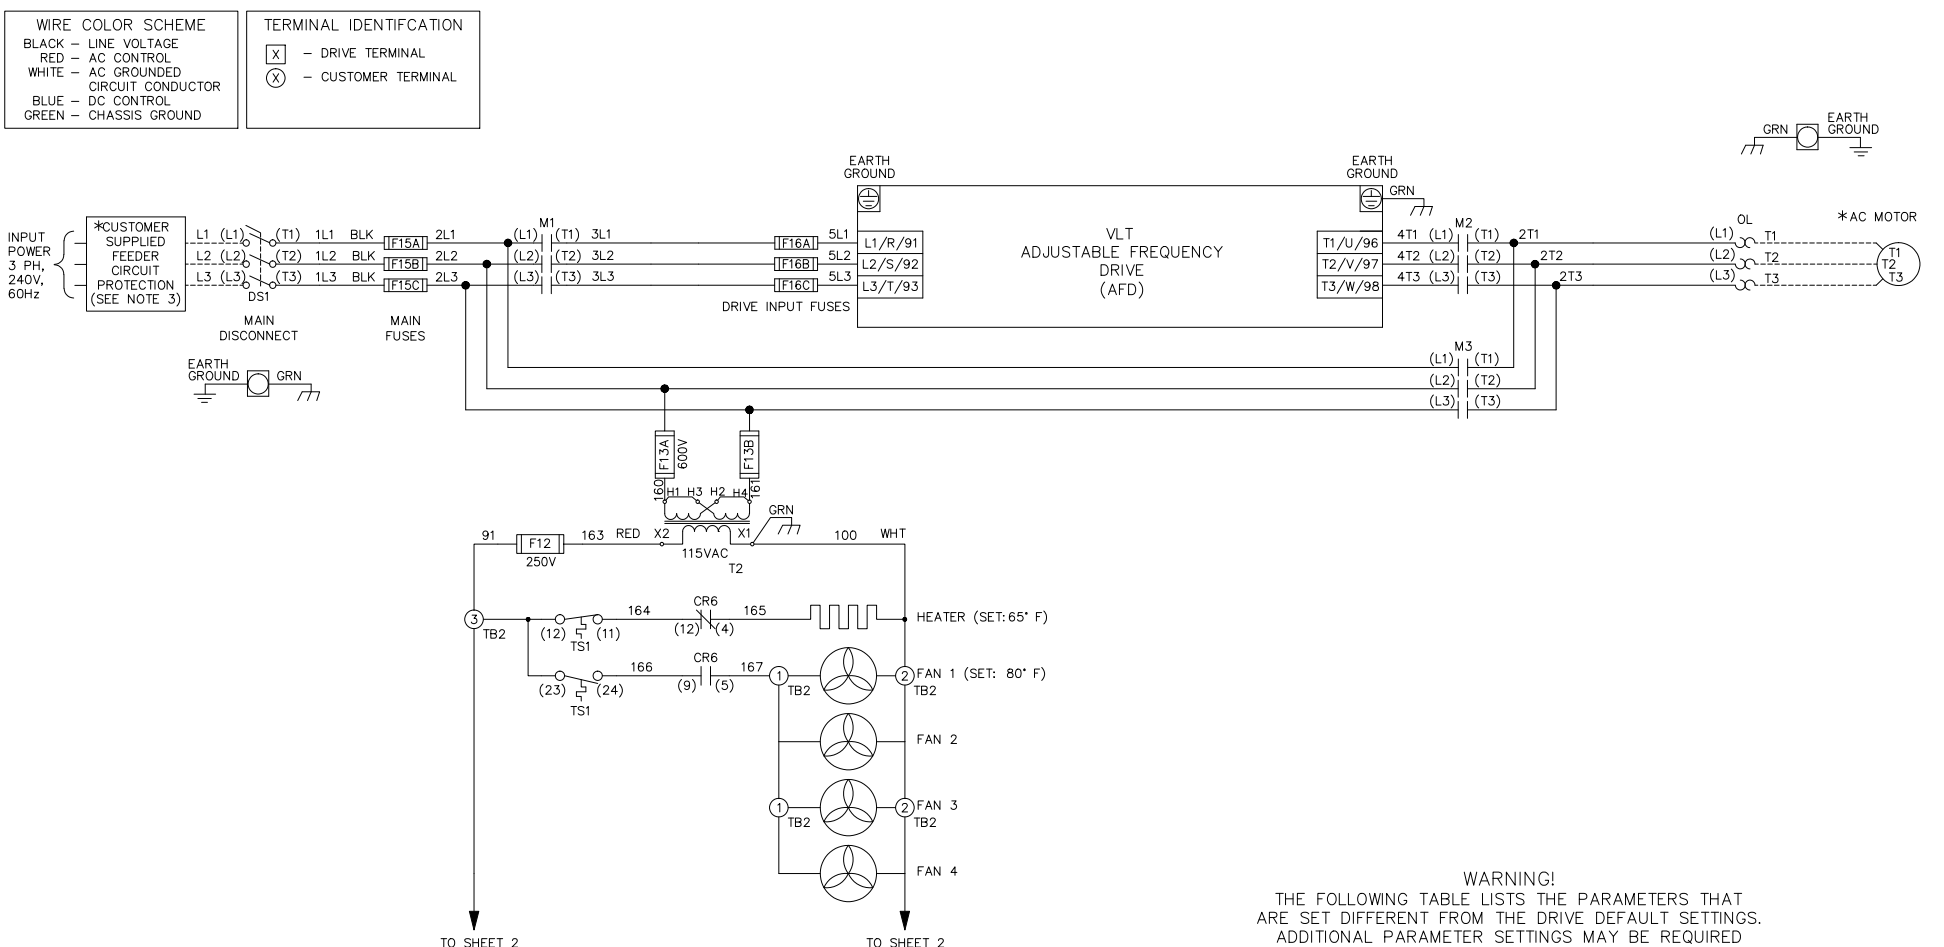 WIRE COLOR SCHEME
BLACK – LINE VOLTAGE
RED – AC CONTROL
WHITE – AC GROUNDED
CIRCUIT CONDUCTOR
BLUE – DC CONTROL
GREEN – CHASSIS GROUND
TERMINAL IDENTIFCATION
X – DRIVE TERMINAL
X – CUSTOMER TERMINAL
GRN
EARTH
GROUND
INPUT
POWER
3 PH,
240V,
60Hz
*CUSTOMER
SUPPLIED
FEEDER
CIRCUIT
PROTECTION
(SEE NOTE 3)
L1 (L1) (T1) 1L1 BLK F15A 2L1 (L1) M1 (T1) 3L1 F16A 5L1 L1/R/91
L2 (L2) (T2) 1L2 BLK F15B 2L2 (L2) (T2) 3L2 F16B 5L2 L2/S/92
L3 (L3) (T3) 1L3 BLK F15C 2L3 (L3) (T3) 3L3 F16C 5L3 L3/T/93
DS1
MAIN
DISCONNECT
MAIN
FUSES
DRIVE INPUT FUSES
EARTH
GROUND
VLT
ADJUSTABLE FREQUENCY
DRIVE
(AFD)
EARTH
GROUND
GRN
T1/U/96 4T1 (L1) M2 (T1) 2T1 (L1) OL T1
T2/V/97 4T2 (L2) (T2) 2T2 (L2) T2
T3/W/98 4T3 (L3) (T3) 2T3 (L3) T3
*AC MOTOR
T1
T2
T3
M3
(L1) (T1)
(L2) (T2)
(L3) (T3)
EARTH
GROUND GRN
F13A
600V
F13B
160 H1 H3 H2 H4 161
GRN
91 F12 163 RED X2 X1 100 WHT
250V
115VAC
T2
3 TB2 (12) TS1 (11) 164 CR6 (12) (4) 165 HEATER (SET:65° F)
(23) TS1 (24) 166 CR6 (9) (5) 167 1 TB2 2 TB2 FAN 1 (SET: 80° F)
FAN 2
1 TB2 2 TB2 FAN 3
FAN 4
TO SHEET 2
TO SHEET 2
WARNING!
THE FOLLOWING TABLE LISTS THE PARAMETERS THAT
ARE SET DIFFERENT FROM THE DRIVE DEFAULT SETTINGS.
ADDITIONAL PARAMETER SETTINGS MAY BE REQUIRED